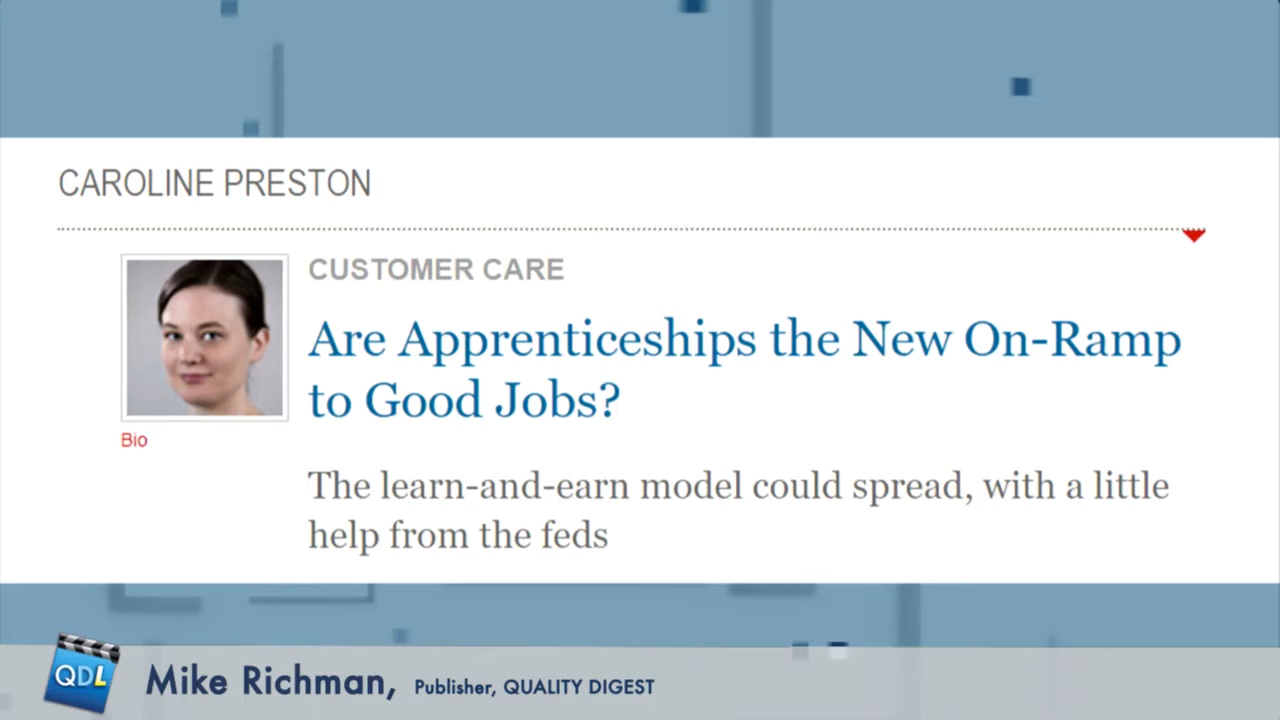 CAROLINE PRESTON
CUSTOMER CARE
Are Apprenticeships the New On-Ramp
to Good Jobs?
Bio
The learn-and-earn model could spread, with a little
help from the feds
QDL
Mike Richman, Publisher, QUALITY DIGEST